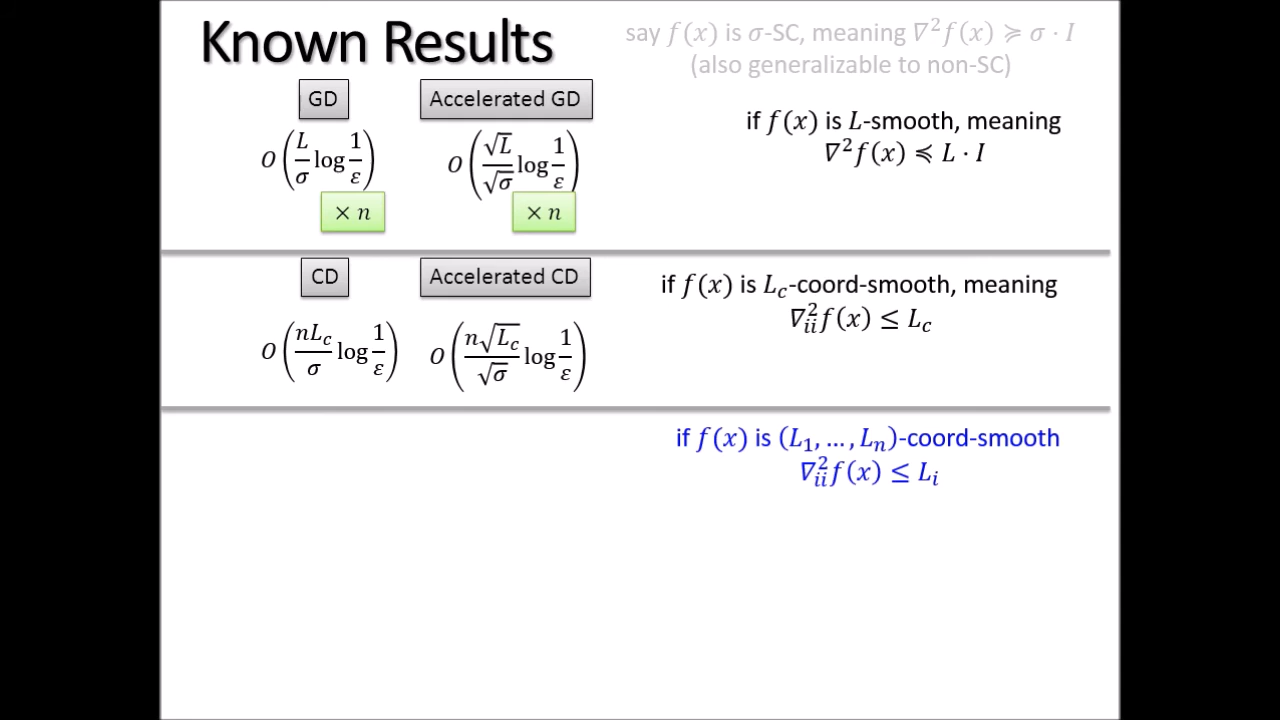 Known Results
say f(x) is σ-SC, meaning ∇²f(x) ≽ σ · I
(also generalizable to non-SC)
GD
Accelerated GD
O(L/σ log 1/ε)
× n
O(√L/√σ log 1/ε)
× n
if f(x) is L-smooth, meaning
∇²f(x) ≼ L · I
CD
Accelerated CD
O(nL_c/σ log 1/ε)
O(n√L_c/√σ log 1/ε)
if f(x) is L_c-coord-smooth, meaning
∇²_ii f(x) ≤ L_c
if f(x) is (L₁, …, L_n)-coord-smooth
∇²_ii f(x) ≤ L_i